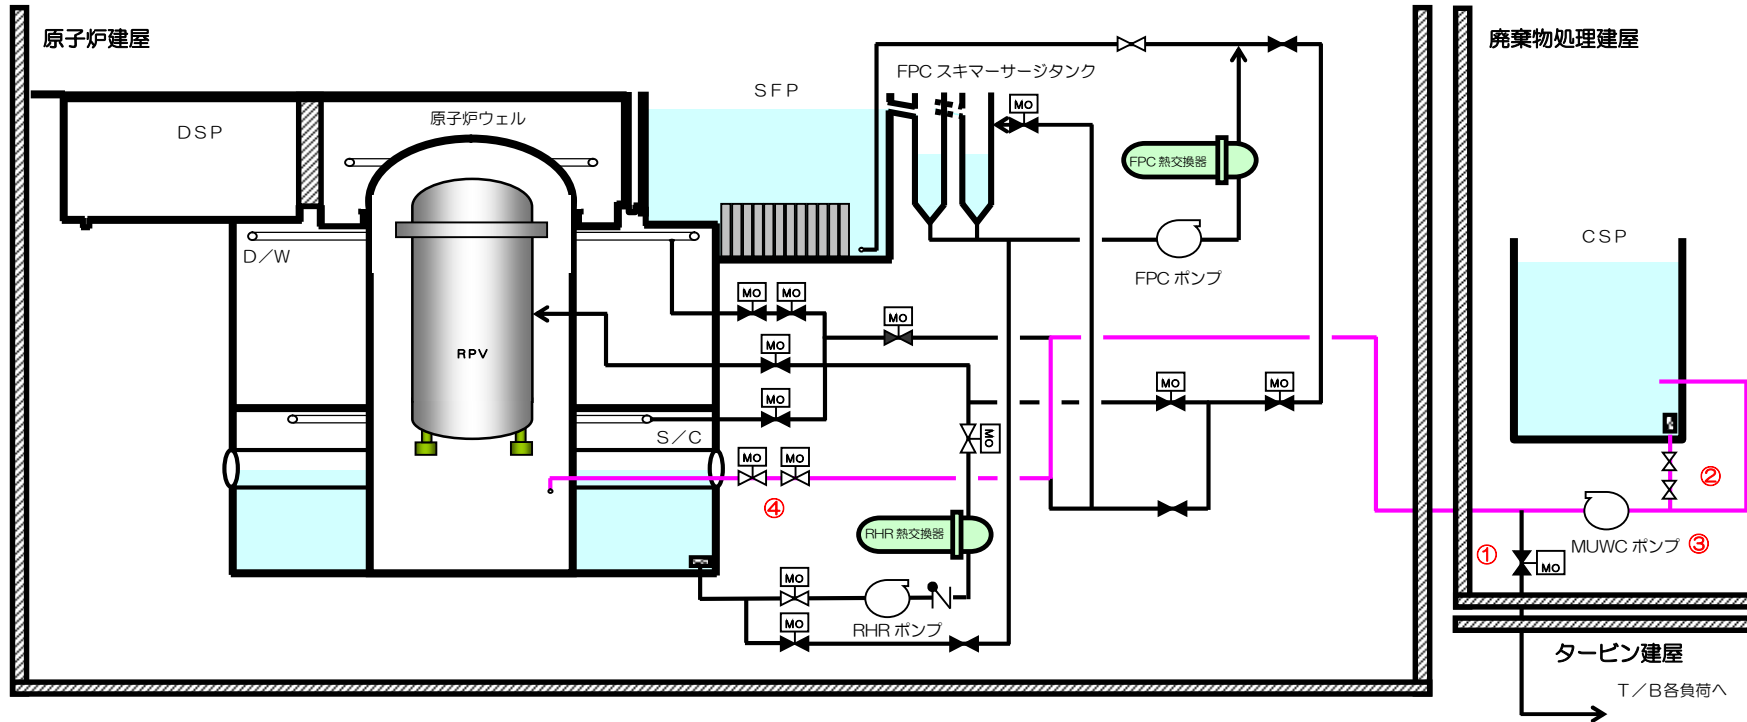 原子炉建屋
廃棄物処理建屋
FPC スキマーサージタンク
SFP
MO
原子炉ウェル
DSP
FPC 熱交換器
CSP
D/W
FPC ポンプ
MO
MO
MO
MO
RPV
MO
MO
MO
S/C
MO
MO
MO
②
④
RHR 熱交換器
①
MUWC ポンプ ③
MO
MO
RHR ポンプ
MO
タービン建屋
T/B各負荷へ